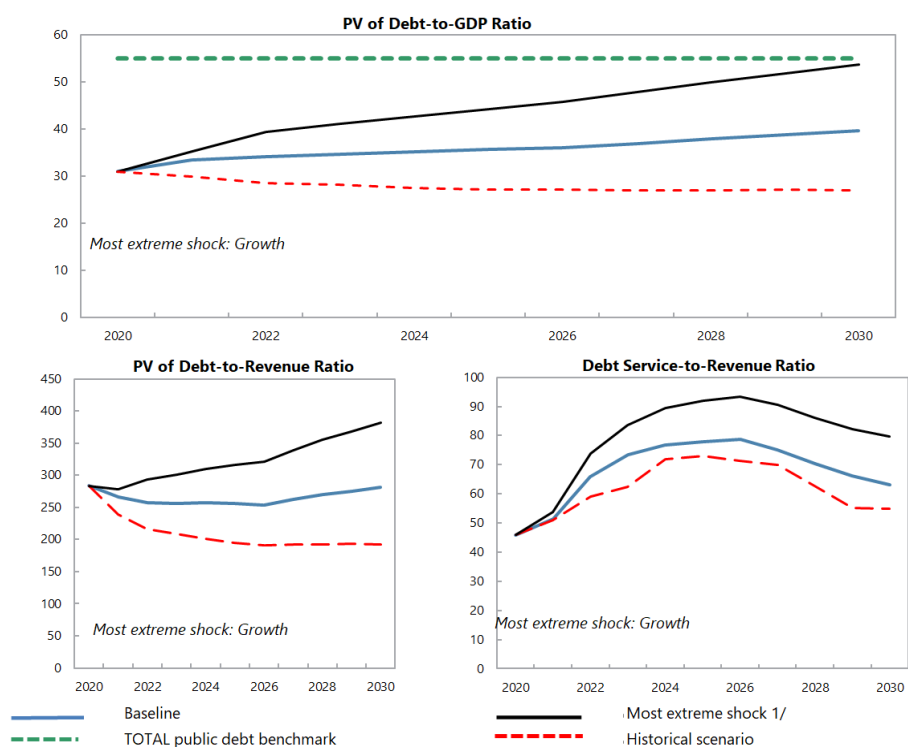 PV of Debt-to-GDP Ratio
60
50
40
30
20
10
0
Most extreme shock: Growth
2020 2022 2024 2026 2028 2030
PV of Debt-to-Revenue Ratio
450
400
350
300
250
200
150
100
50
0
Most extreme shock: Growth
2020 2022 2024 2026 2028 2030
Debt Service-to-Revenue Ratio
100
90
80
70
60
50
40
30
20
10
0
Most extreme shock: Growth
2020 2022 2024 2026 2028 2030
Baseline
Most extreme shock 1/
TOTAL public debt benchmark
Historical scenario